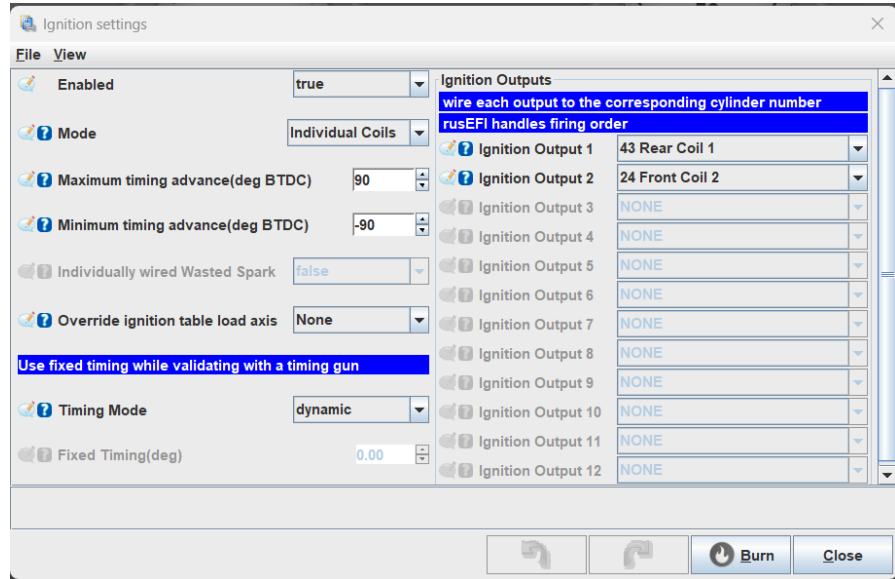 Ignition settings
File View
Enabled true
Mode Individual Coils
Maximum timing advance(deg BTDC) 90
Minimum timing advance(deg BTDC) -90
Individually wired Wasted Spark false
Override ignition table load axis None
Use fixed timing while validating with a timing gun
Timing Mode dynamic
Fixed Timing(deg) 0.00
Ignition Outputs
wire each output to the corresponding cylinder number
rusEFI handles firing order
Ignition Output 1 43 Rear Coil 1
Ignition Output 2 24 Front Coil 2
Ignition Output 3 NONE
Ignition Output 4 NONE
Ignition Output 5 NONE
Ignition Output 6 NONE
Ignition Output 7 NONE
Ignition Output 8 NONE
Ignition Output 9 NONE
Ignition Output 10 NONE
Ignition Output 11 NONE
Ignition Output 12 NONE
Burn Close